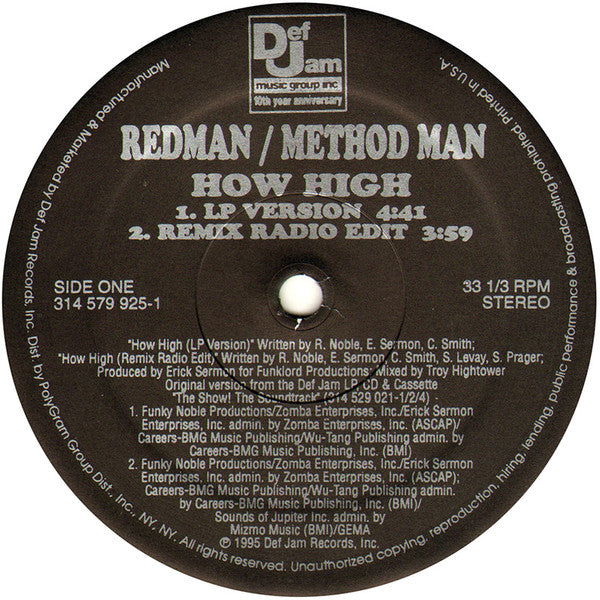 Def
Jam
music group inc
10th year anniversary
REDMAN / METHOD MAN
HOW HIGH
1. LP VERSION 4:41
2. REMIX RADIO EDIT 3:59
SIDE ONE
314 579 925-1
33 1/3 RPM
STEREO
"How High (LP Version)" Written by R. Noble, E. Sermon, C. Smith;
"How High (Remix Radio Edit)" Written by R. Noble, E. Sermon, C. Smith, S. Levay, S. Prager;
Produced by Erick Sermon for Funklord Productions; Mixed by Troy Hightower
Original version from the Def Jam LP, CD & Cassette
"The Show! The Soundtrack" (314 529 021-1/2/4)
1. Funky Noble Productions/Zomba Enterprises, Inc./Erick Sermon
Enterprises, Inc. admin. by Zomba Enterprises, Inc. (ASCAP)/
Careers-BMG Music Publishing/Wu-Tang Publishing admin. by
Careers-BMG Music Publishing, Inc. (BMI)
2. Funky Noble Productions/Zomba Enterprises, Inc./Erick Sermon
Enterprises, Inc. admin. by Zomba Enterprises, Inc. (ASCAP);
Careers-BMG Music Publishing/Wu-Tang Publishing admin.
by Careers-BMG Music Publishing, Inc. (BMI)/
Sounds of Jupiter Inc. admin. by
Mizmo Music (BMI)/GEMA
℗ 1995 Def Jam Records, Inc.
Manufactured & Marketed by Def Jam Records, Inc. Dist. by PolyGram Group Dist., Inc., NY, NY. All rights reserved. Unauthorized copying, reproduction, hiring, lending, public performance & broadcasting prohibited. Printed in U.S.A.